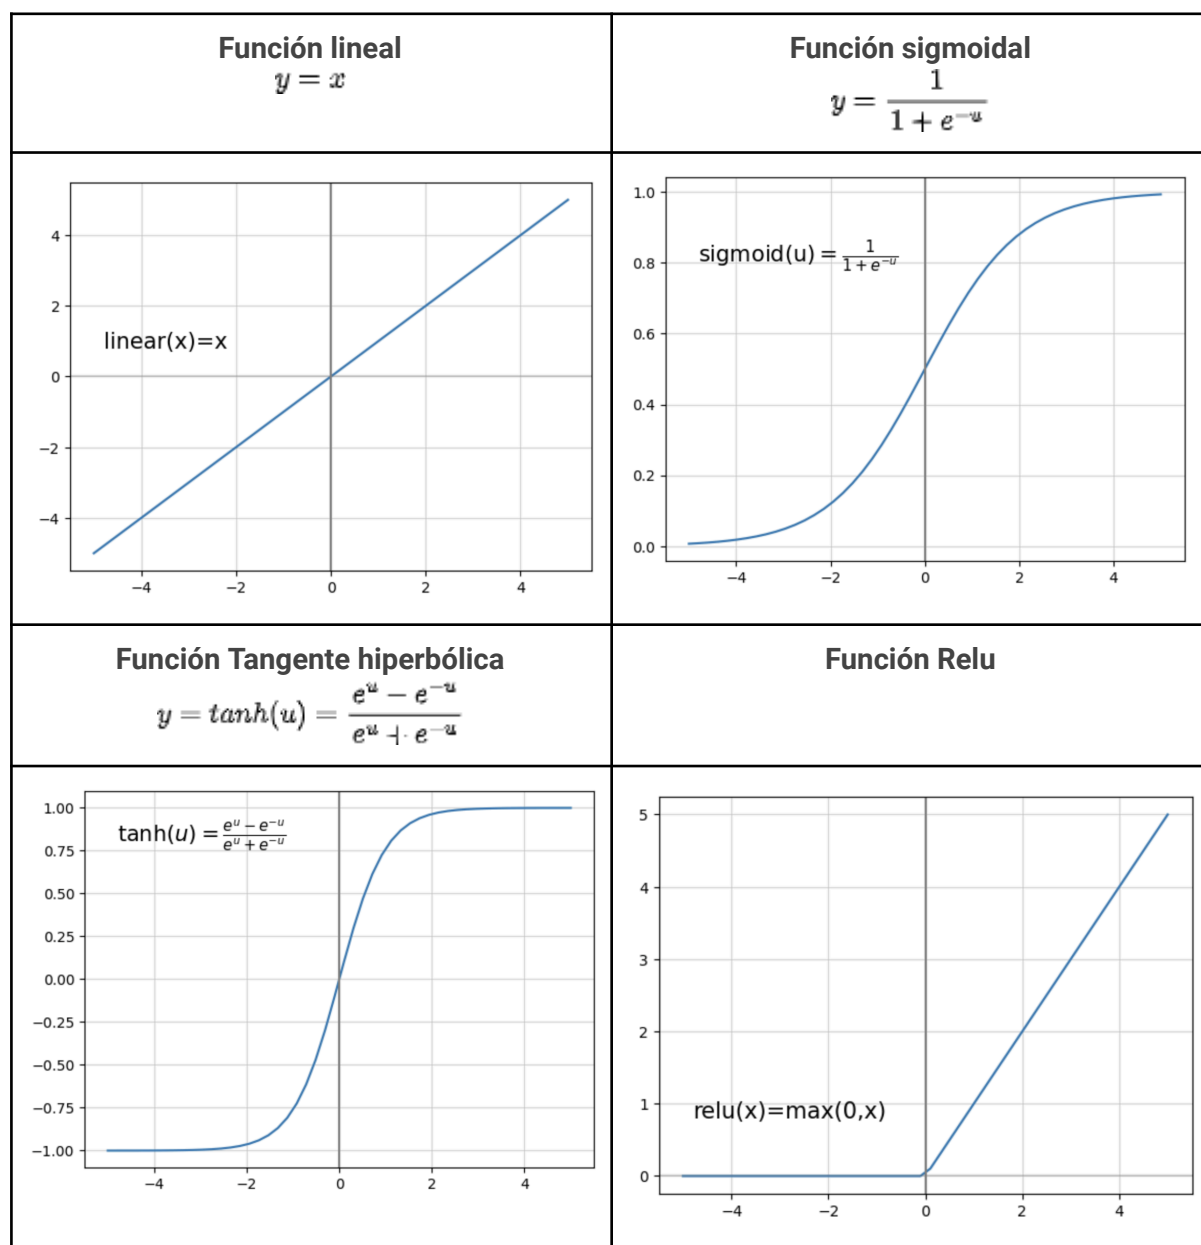 Función lineal
y = x
Función sigmoidal
y = \frac{1}{1 + e^{-u}}
4
2
0
−2
−4
linear(x)=x
−4 −2 0 2 4
1.0
0.8
0.6
0.4
0.2
0.0
sigmoid(u) = \frac{1}{1+e^{-u}}
−4 −2 0 2 4
Función Tangente hiperbólica
y = tanh(u) = \frac{e^u - e^{-u}}{e^u + e^{-u}}
Función Relu
1.00
0.75
0.50
0.25
0.00
−0.25
−0.50
−0.75
−1.00
tanh(u) = \frac{e^u - e^{-u}}{e^u + e^{-u}}
−4 −2 0 2 4
5
4
3
2
1
0
relu(x)=max(0,x)
−4 −2 0 2 4